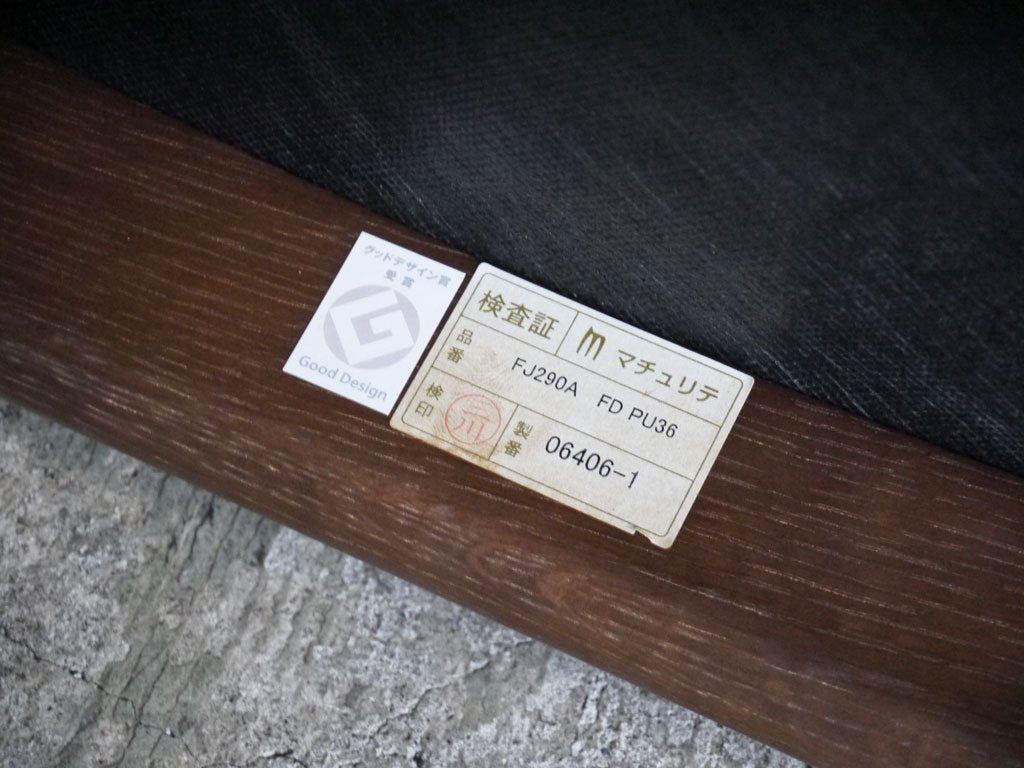 グッドデザイン賞
受賞
G
Good Design
検査証
m マチュリテ
品番
FJ290A FD PU36
検印
製番
06406-1